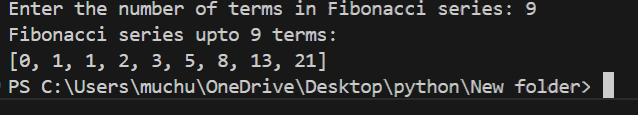 Enter the number of terms in Fibonacci series: 9
Fibonacci series upto 9 terms:
[0, 1, 1, 2, 3, 5, 8, 13, 21]
PS C:\Users\muchu\OneDrive\Desktop\python\New folder>